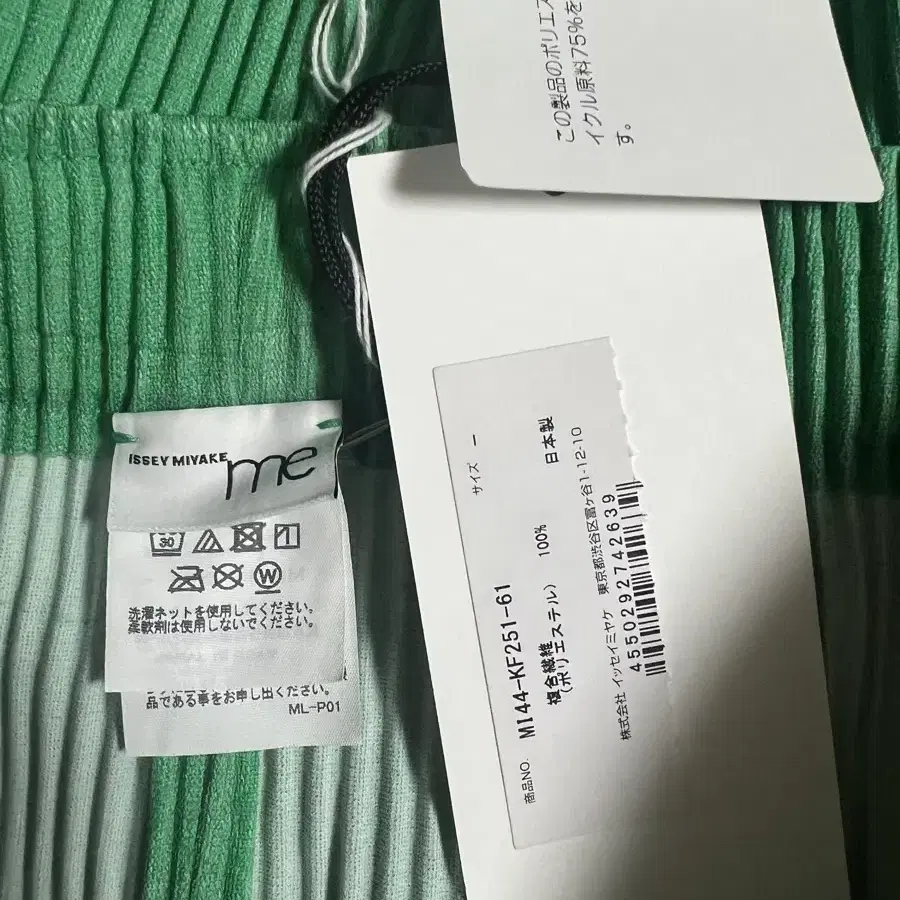 この製品のポリエス
イクル原料75%を
す。
ISSEY MIYAKE
me
30
W
洗濯ネットを使用してください。
柔軟剤は使用しないでください。
品である事をお申し出ください。
ML-P01
サイズ ー
商品NO. MI44-KF251-61
複合繊維 100% 日本製
(ポリエステル)
株式会社 イッセイミヤケ 東京都渋谷区富ヶ谷1-12-10
4550292742639